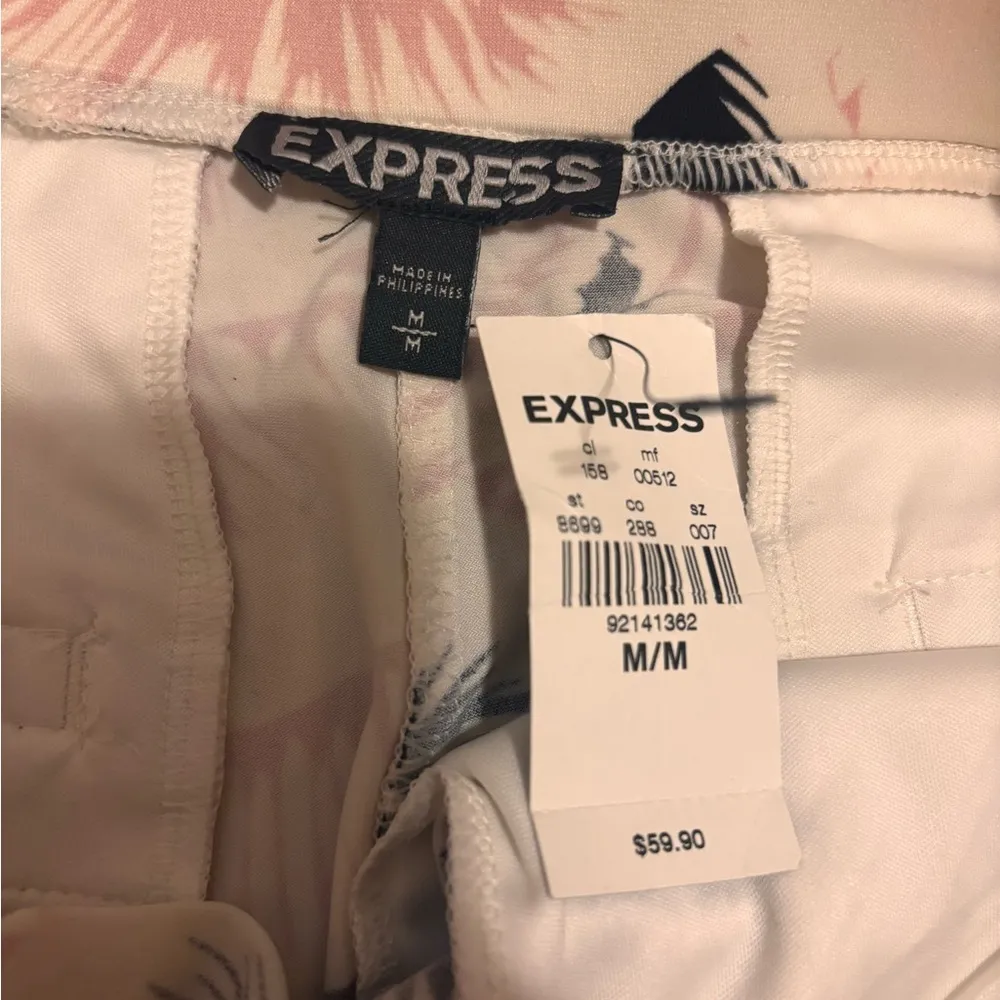 EXPRESS
MADE IN
PHILIPPINES
M
M
EXPRESS
cl mf
158 00512
st co sz
8699 288 007
92141362
M/M
$59.90